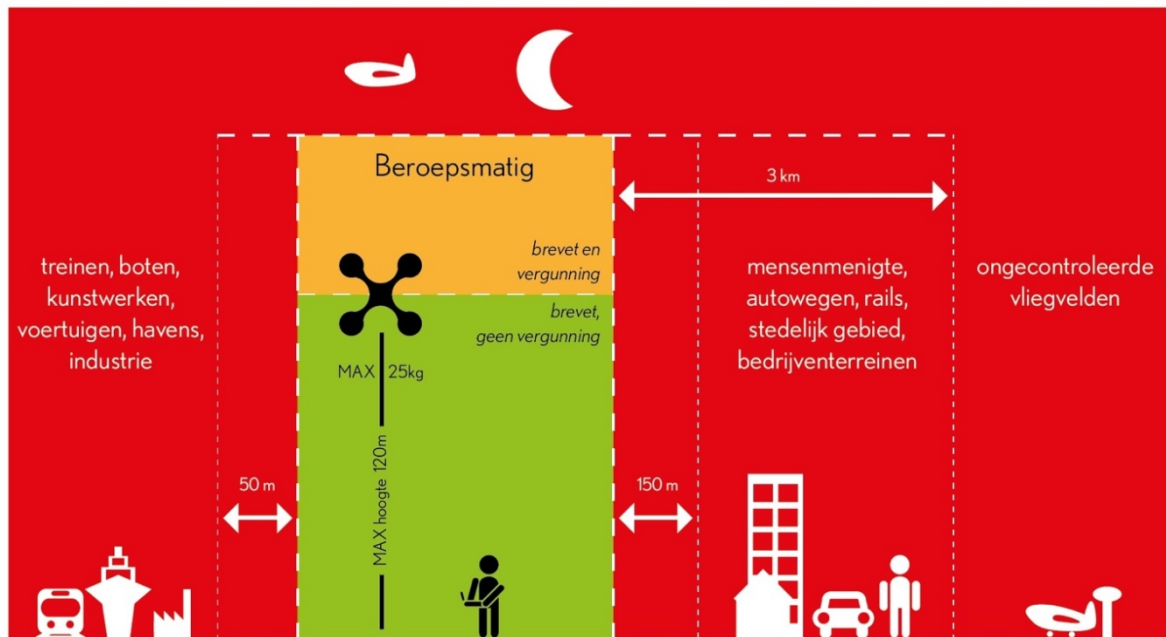 Beroepsmatig
3 km
brevet en
vergunning
treinen, boten,
kunstwerken,
voertuigen, havens,
industrie
mensenmenigte,
autowegen, rails,
stedelijk gebied,
bedrijventerreinen
ongecontroleerde
vliegvelden
brevet,
geen vergunning
MAX 25kg
MAX hoogte 120m
50 m
150 m